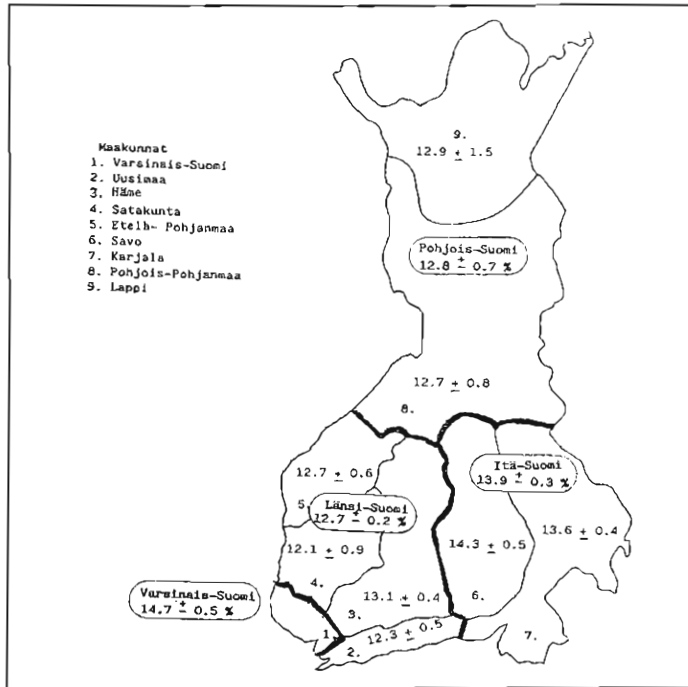 Maakunnat
1. Varsinais-Suomi
2. Uusimaa
3. Häme
4. Satakunta
5. Etelh- Pohjanmaa
6. Savo
7. Karjala
8. Pohjois-Pohjanmaa
9. Lappi
9.
12.9 ± 1.5
Pohjois-Suomi
12.8 ± 0.7 %
12.7 ± 0.8
8.
12.7 ± 0.6
5.
Itä-Suomi
13.9 ± 0.3 %
Länsi-Suomi
12.7 ± 0.2 %
13.6 ± 0.4
14.3 ± 0.5
12.1 ± 0.9
4.
Varsinais-Suomi
14.7 ± 0.5 %
13.1 ± 0.4
6.
3.
12.3 ± 0.5
1.
2.
7.